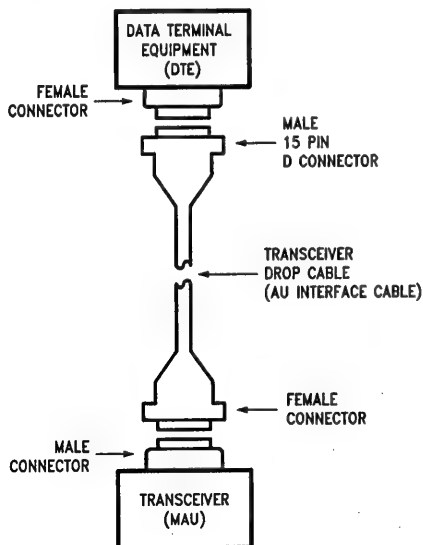 DATA TERMINAL
EQUIPMENT
(DTE)
FEMALE
CONNECTOR
MALE
15 PIN
D CONNECTOR
TRANSCEIVER
DROP CABLE
(AU INTERFACE CABLE)
FEMALE
CONNECTOR
MALE
CONNECTOR
TRANSCEIVER
(MAU)